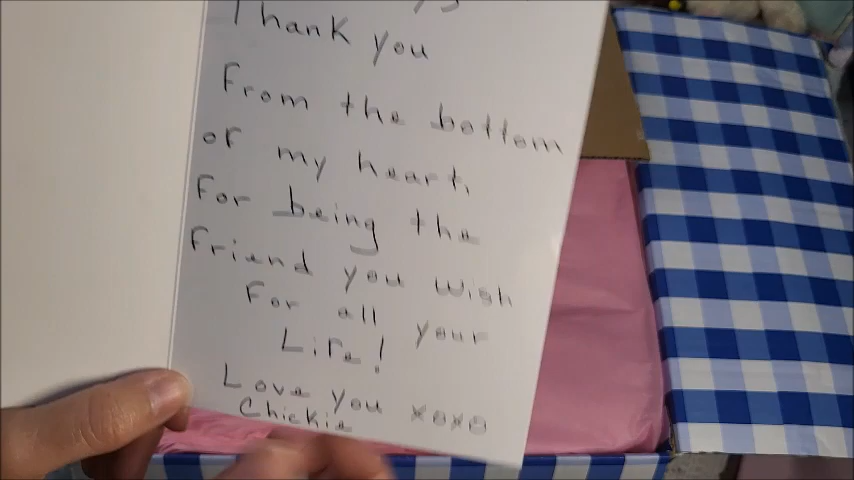 Thank you
From the bottom
of my heart,
For being the
Friend you wish
For all your
Life!
Love you xoxo
Chickie